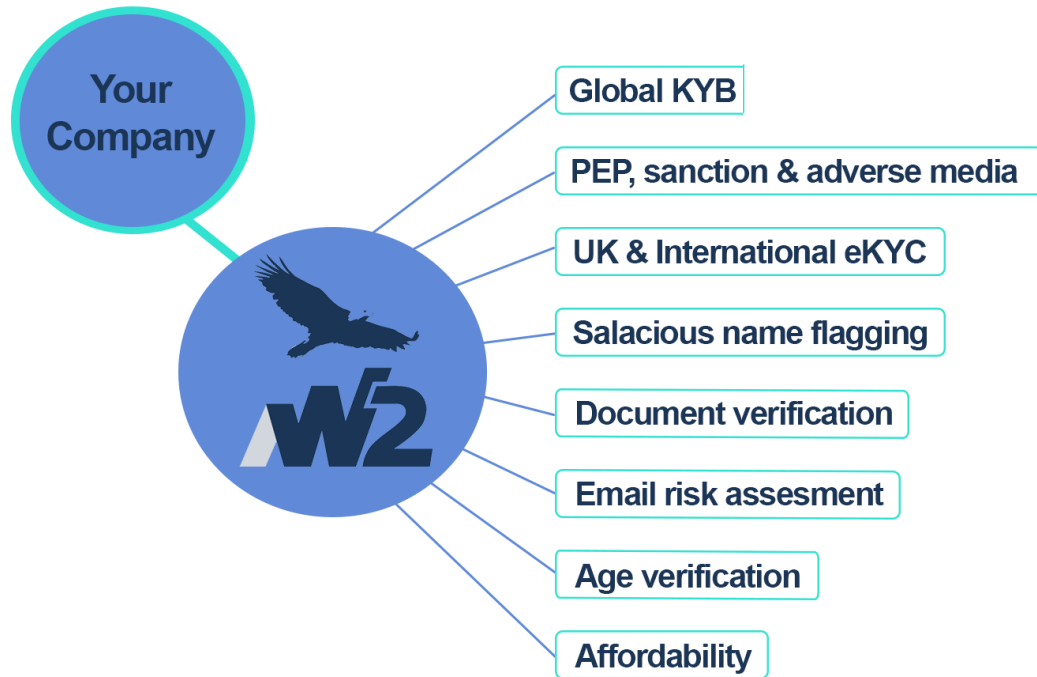 Your
Company
W2
Global KYB
PEP, sanction & adverse media
UK & International eKYC
Salacious name flagging
Document verification
Email risk assesment
Age verification
Affordability